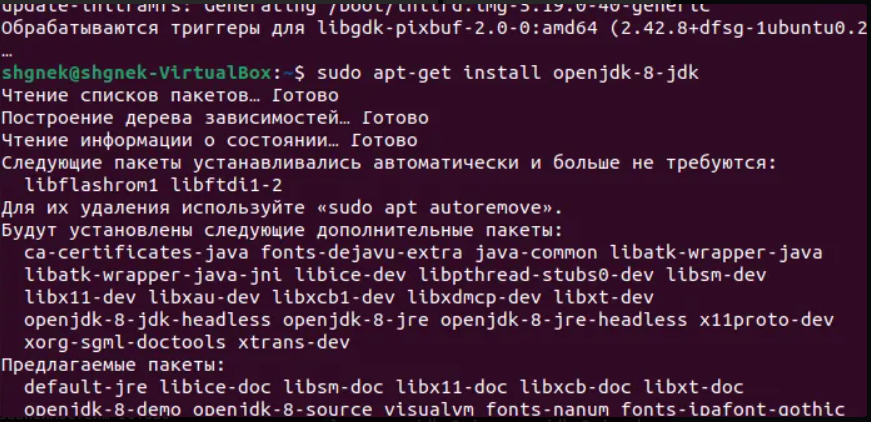 update-initramfs: Generating /boot/initrd.img-5.19.0-40-generic
Обрабатываются триггеры для libgdk-pixbuf-2.0-0:amd64 (2.42.8+dfsg-1ubuntu0.2
…
shgnek@shgnek-VirtualBox:~$ sudo apt-get install openjdk-8-jdk
Чтение списков пакетов… Готово
Построение дерева зависимостей… Готово
Чтение информации о состоянии… Готово
Следующие пакеты устанавливались автоматически и больше не требуются:
libflashrom1 libftdi1-2
Для их удаления используйте «sudo apt autoremove».
Будут установлены следующие дополнительные пакеты:
ca-certificates-java fonts-dejavu-extra java-common libatk-wrapper-java
libatk-wrapper-java-jni libice-dev libpthread-stubs0-dev libsm-dev
libx11-dev libxau-dev libxcb1-dev libxdmcp-dev libxt-dev
openjdk-8-jdk-headless openjdk-8-jre openjdk-8-jre-headless x11proto-dev
xorg-sgml-doctools xtrans-dev
Предлагаемые пакеты:
default-jre libice-doc libsm-doc libx11-doc libxcb-doc libxt-doc
openjdk-8-demo openjdk-8-source visualvm fonts-nanum fonts-ipafont-gothic